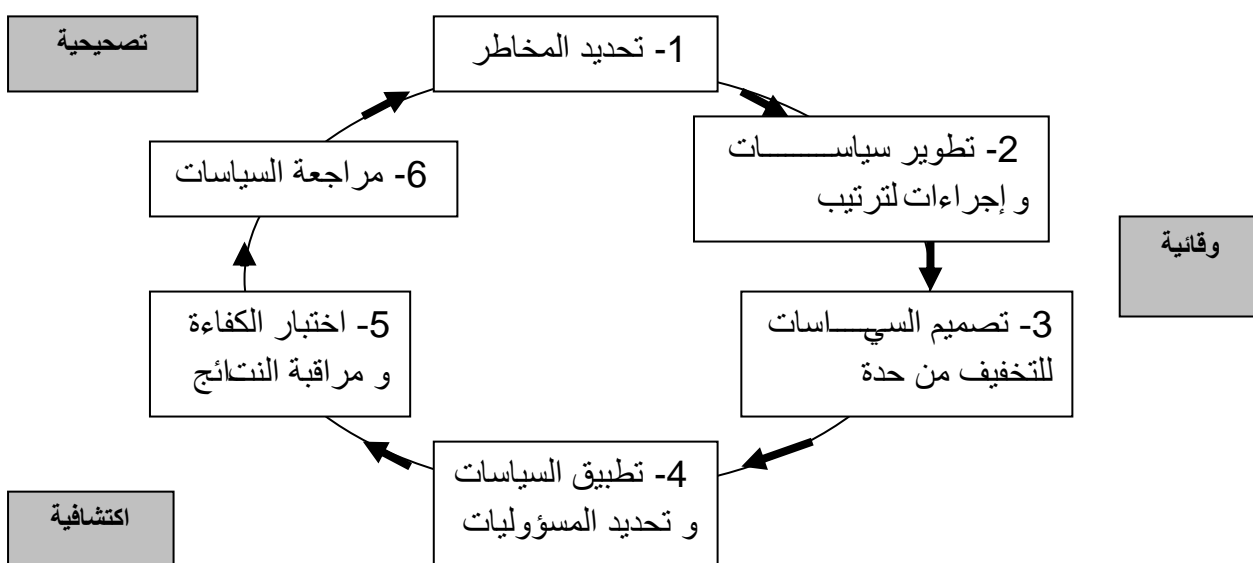 تصحيحية
1- تحديد المخاطر
2- تطوير سياســـــــات
و إجراءات لترتيب
6- مراجعة السياسات
وقائية
3- تصميم السيـــاسات
للتخفيف من حدة
5- اختبار الكفاءة
و مراقبة النتائج
4- تطبيق السياسات
و تحديد المسؤوليات
اكتشافية